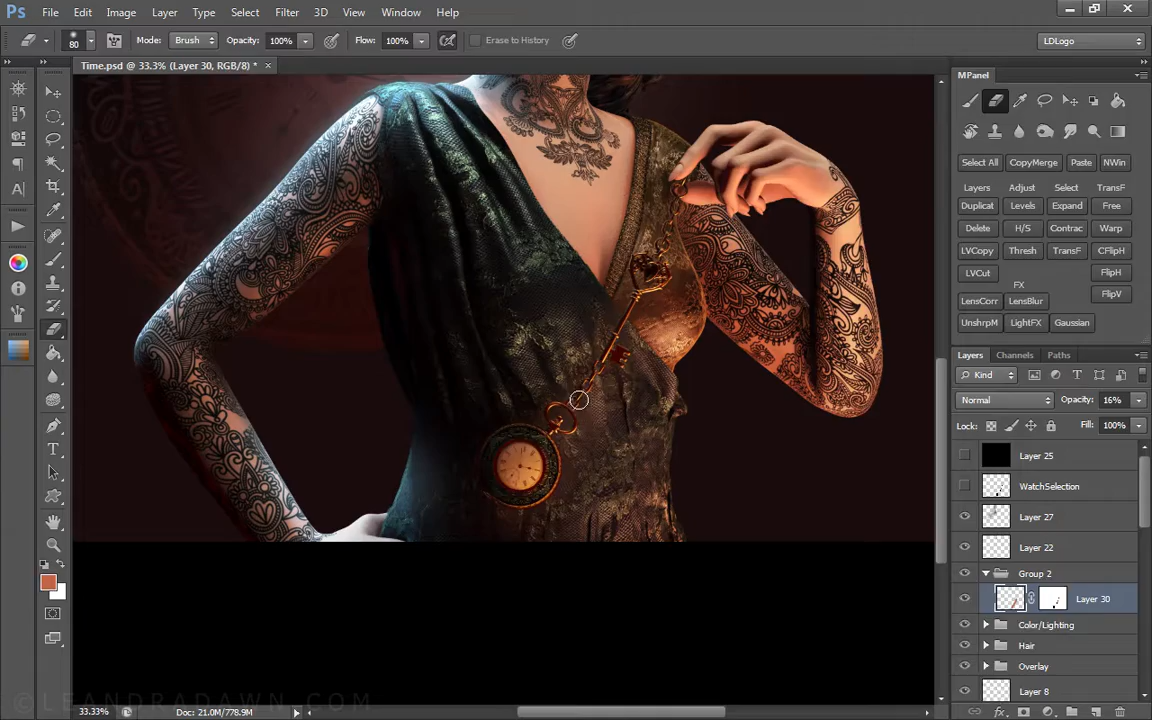 Ps File Edit Image Layer Type Select Filter 3D View Window Help
80 Mode: Brush Opacity: 100% Flow: 100% Erase to History LDLogo
Time.psd @ 33.3% (Layer 30, RGB/8) * ×
MPanel
Select All CopyMerge Paste NWin
Layers Adjust Select TransF
Duplicat Levels Expand Free
Delete H/S Contrac Warp
LVCopy Thresh TransF CFlipH
LVCut FX FlipH
LensCorr LensBlur FlipV
UnshrpM LightFX Gaussian
Layers Channels Paths
Kind
Normal Opacity: 16%
Lock: Fill: 100%
Layer 25
WatchSelection
Layer 27
Layer 22
Group 2
Layer 30
Color/Lighting
Hair
Overlay
Layer 8
©LEANDRADAWN.COM
33.33% Doc: 21.0M/778.9M